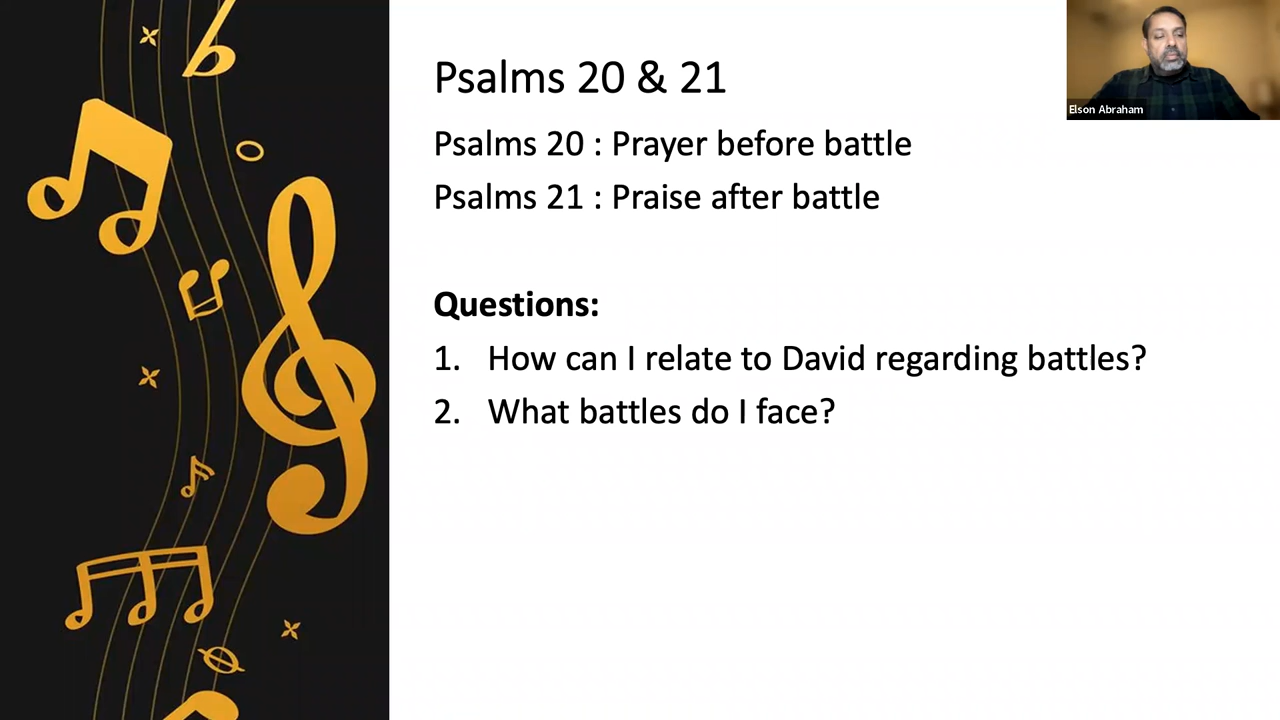 Psalms 20 & 21
Elson Abraham
Psalms 20 : Prayer before battle
Psalms 21 : Praise after battle
Questions:
1. How can I relate to David regarding battles?
2. What battles do I face?